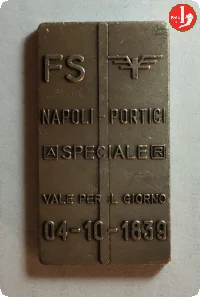 FS
NAPOLI-PORTICI
A SPECIALE R
VALE PER IL GIORNO
04-10-1839